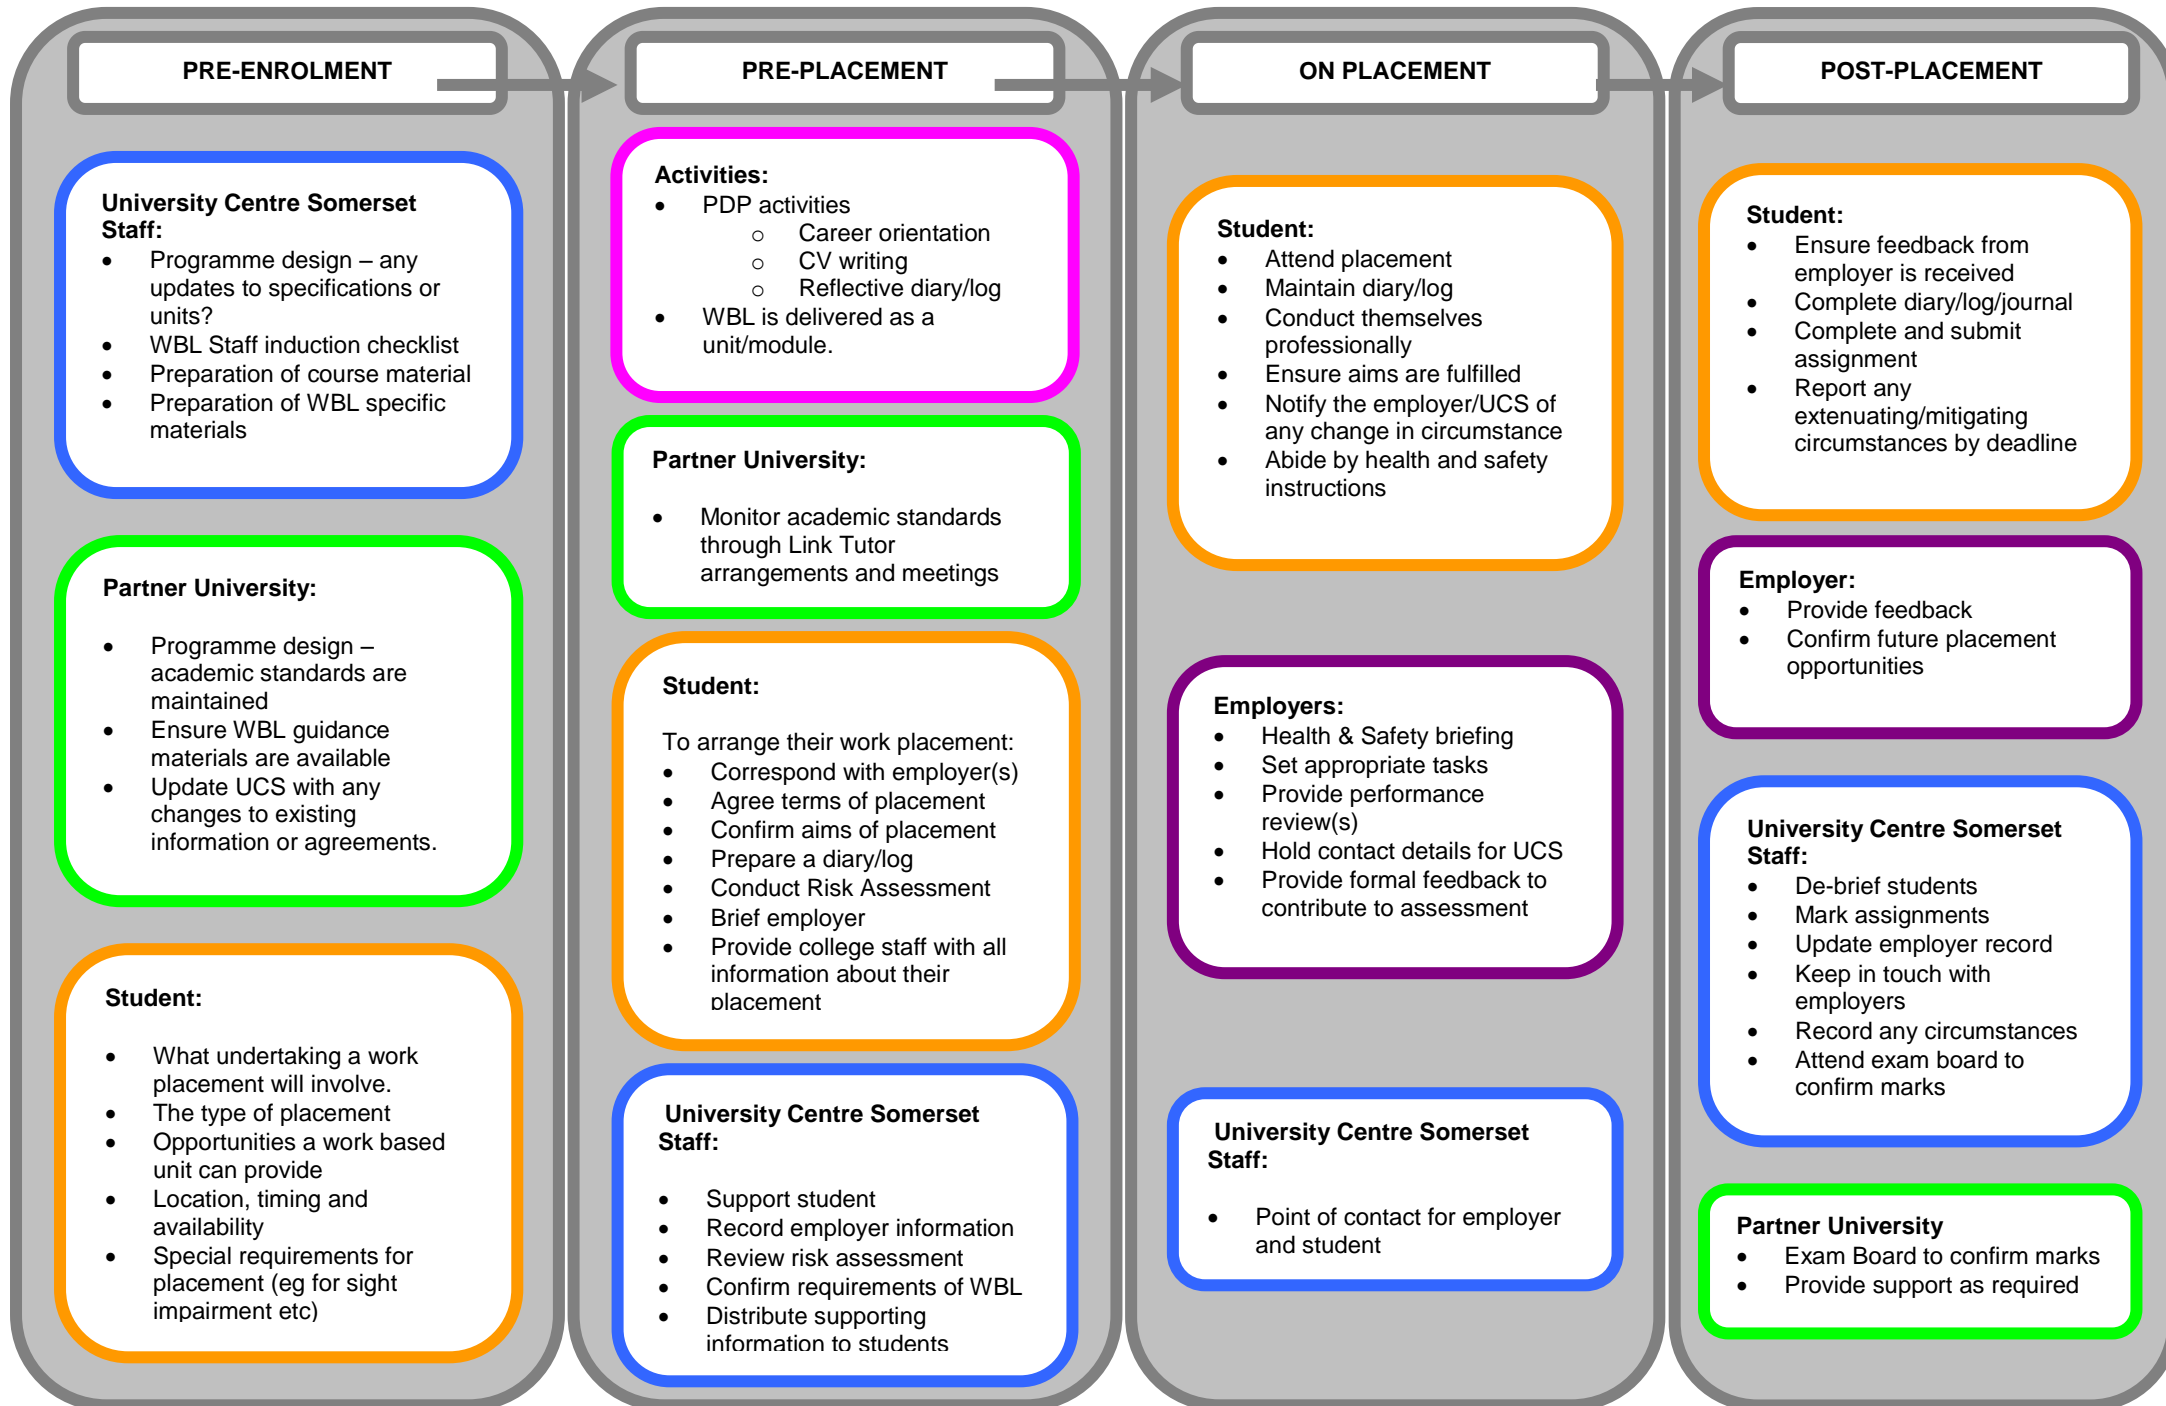 PRE-ENROLMENT
University Centre Somerset
Staff:
• Programme design – any
updates to specifications or
units?
• WBL Staff induction checklist
• Preparation of course material
• Preparation of WBL specific
materials
Partner University:
• Programme design –
academic standards are
maintained
• Ensure WBL guidance
materials are available
• Update UCS with any
changes to existing
information or agreements.
Student:
• What undertaking a work
placement will involve.
• The type of placement
• Opportunities a work based
unit can provide
• Location, timing and
availability
• Special requirements for
placement (eg for sight
impairment etc)
PRE-PLACEMENT
Activities:
• PDP activities
o Career orientation
o CV writing
o Reflective diary/log
• WBL is delivered as a
unit/module.
Partner University:
• Monitor academic standards
through Link Tutor
arrangements and meetings
Student:
To arrange their work placement:
• Correspond with employer(s)
• Agree terms of placement
• Confirm aims of placement
• Prepare a diary/log
• Conduct Risk Assessment
• Brief employer
• Provide college staff with all
information about their
placement
University Centre Somerset
Staff:
• Support student
• Record employer information
• Review risk assessment
• Confirm requirements of WBL
• Distribute supporting
information to students
ON PLACEMENT
Student:
• Attend placement
• Maintain diary/log
• Conduct themselves
professionally
• Ensure aims are fulfilled
• Notify the employer/UCS of
any change in circumstance
• Abide by health and safety
instructions
Employers:
• Health & Safety briefing
• Set appropriate tasks
• Provide performance
review(s)
• Hold contact details for UCS
• Provide formal feedback to
contribute to assessment
University Centre Somerset
Staff:
• Point of contact for employer
and student
POST-PLACEMENT
Student:
• Ensure feedback from
employer is received
• Complete diary/log/journal
• Complete and submit
assignment
• Report any
extenuating/mitigating
circumstances by deadline
Employer:
• Provide feedback
• Confirm future placement
opportunities
University Centre Somerset
Staff:
• De-brief students
• Mark assignments
• Update employer record
• Keep in touch with
employers
• Record any circumstances
• Attend exam board to
confirm marks
Partner University
• Exam Board to confirm marks
• Provide support as required